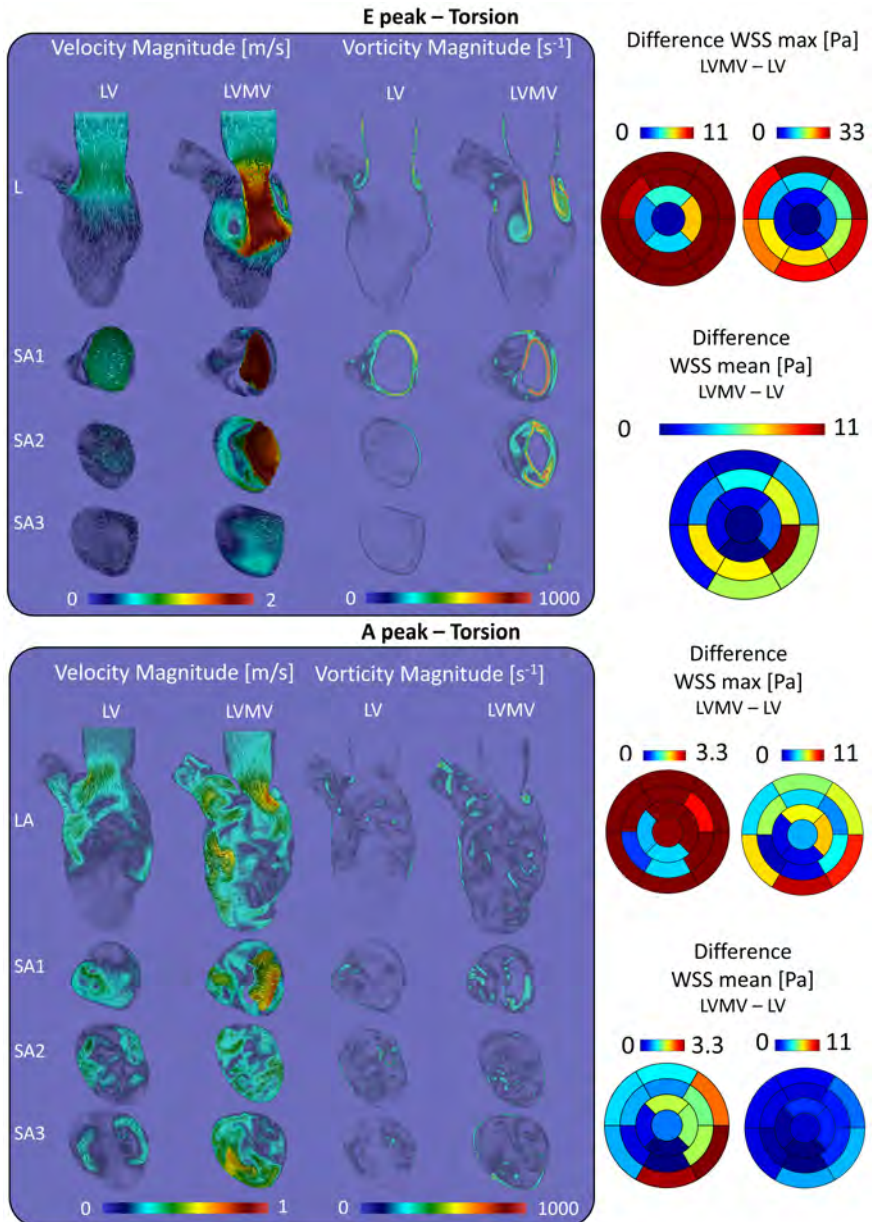 E peak – Torsion
Velocity Magnitude [m/s]
Vorticity Magnitude [s⁻¹]
LV
LVMV
LV
LVMV
L
SA1
SA2
SA3
0
2
0
1000
Difference WSS max [Pa]
LVMV – LV
0
11
0
33
Difference
WSS mean [Pa]
LVMV – LV
0
11
A peak – Torsion
Velocity Magnitude [m/s]
Vorticity Magnitude [s⁻¹]
LV
LVMV
LV
LVMV
LA
SA1
SA2
SA3
0
1
0
1000
Difference
WSS max [Pa]
LVMV – LV
0
3.3
0
11
Difference
WSS mean [Pa]
LVMV – LV
0
3.3
0
11